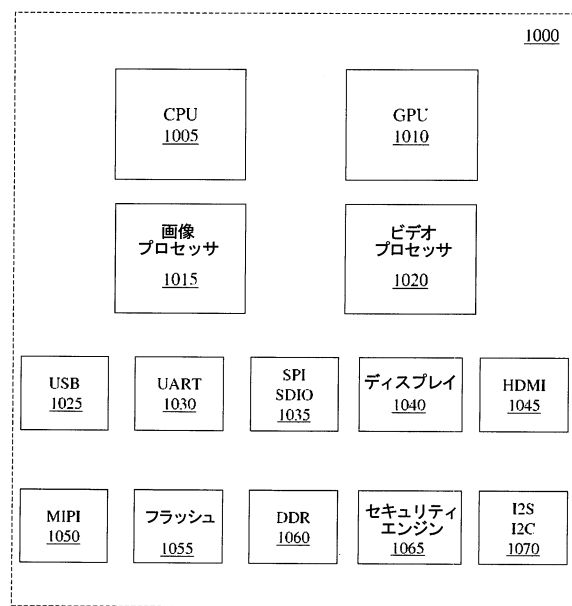 1000
CPU
1005
GPU
1010
画像
プロセッサ
1015
ビデオ
プロセッサ
1020
USB
1025
UART
1030
SPI
SDIO
1035
ディスプレイ
1040
HDMI
1045
MIPI
1050
フラッシュ
1055
DDR
1060
セキュリティ
エンジン
1065
I2S
I2C
1070